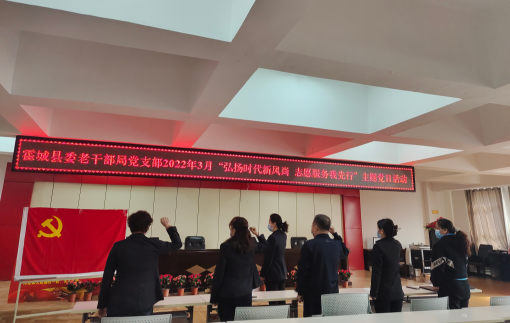 霍城县委老干部局党支部2022年3月“弘扬时代新风尚 志愿服务我先行”主题党日活动